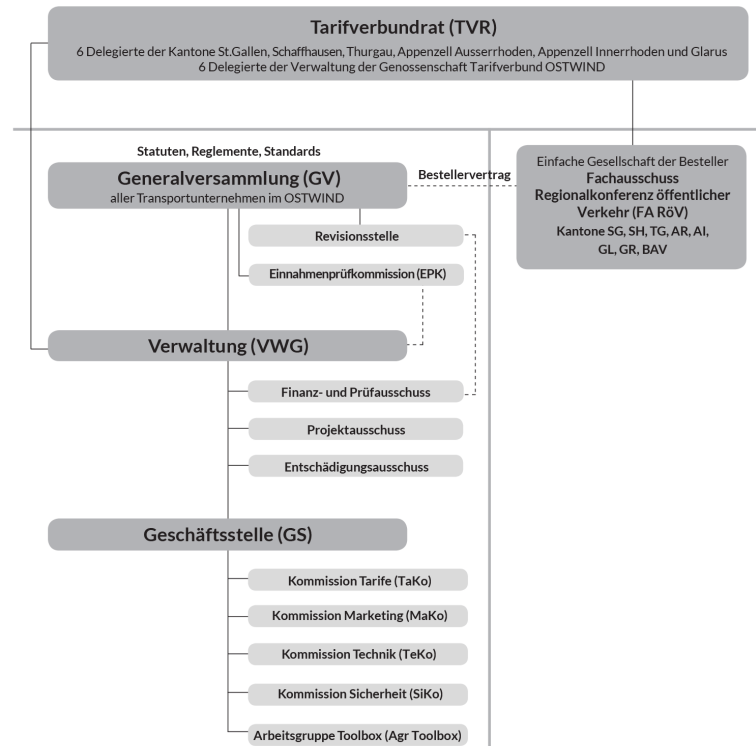 Tarifverbundrat (TVR)
6 Delegierte der Kantone St.Gallen, Schaffhausen, Thurgau, Appenzell Ausserrhoden, Appenzell Innerrhoden und Glarus
6 Delegierte der Verwaltung der Genossenschaft Tarifverbund OSTWIND
Statuten, Reglemente, Standards
Generalversammlung (GV)
aller Transportunternehmen im OSTWIND
Bestellervertrag
Einfache Gesellschaft der Besteller
Fachausschuss
Regionalkonferenz öffentlicher
Verkehr (FA RöV)
Kantone SG, SH, TG, AR, AI,
GL, GR, BAV
Revisionsstelle
Einnahmenprüfkommission (EPK)
Verwaltung (VWG)
Finanz- und Prüfausschuss
Projektausschuss
Entschädigungsausschuss
Geschäftsstelle (GS)
Kommission Tarife (TaKo)
Kommission Marketing (MaKo)
Kommission Technik (TeKo)
Kommission Sicherheit (SiKo)
Arbeitsgruppe Toolbox (Agr Toolbox)